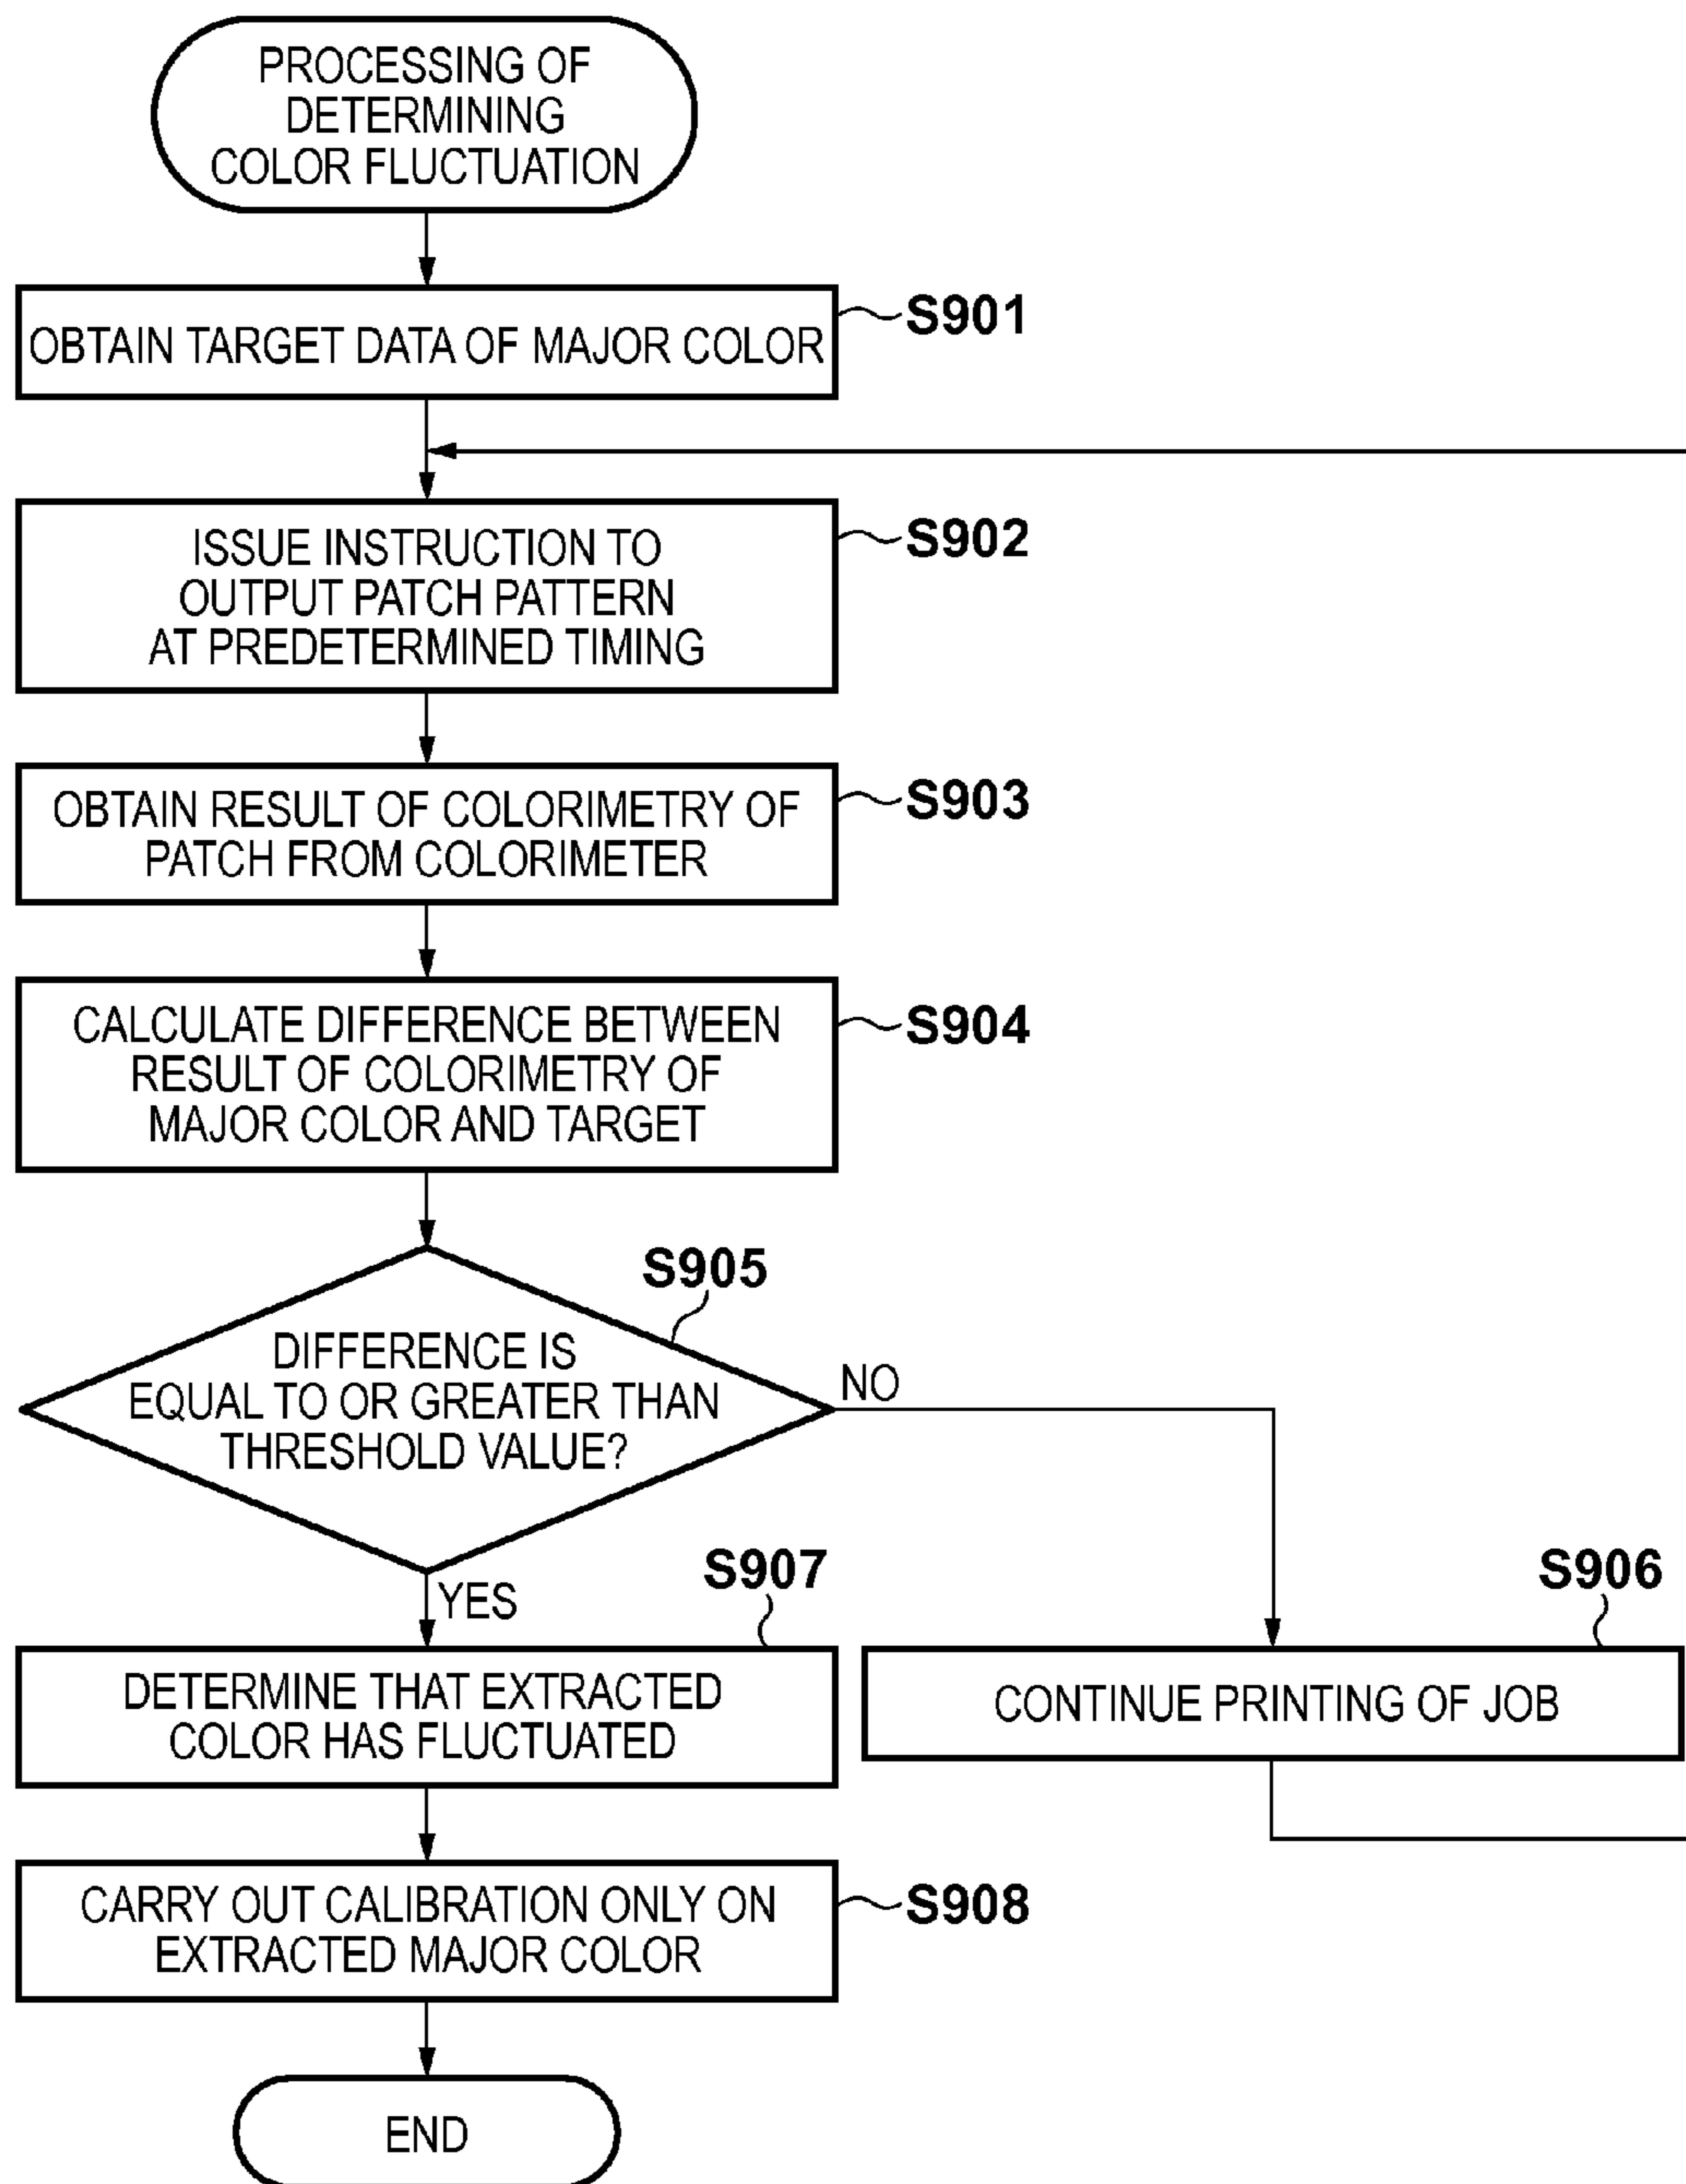 PROCESSING OF
DETERMINING
COLOR FLUCTUATION
OBTAIN TARGET DATA OF MAJOR COLOR
S901
ISSUE INSTRUCTION TO
OUTPUT PATCH PATTERN
AT PREDETERMINED TIMING
S902
OBTAIN RESULT OF COLORIMETRY OF
PATCH FROM COLORIMETER
S903
CALCULATE DIFFERENCE BETWEEN
RESULT OF COLORIMETRY OF
MAJOR COLOR AND TARGET
S904
S905
DIFFERENCE IS
EQUAL TO OR GREATER THAN
THRESHOLD VALUE?
NO
YES
S907
DETERMINE THAT EXTRACTED
COLOR HAS FLUCTUATED
S906
CONTINUE PRINTING OF JOB
CARRY OUT CALIBRATION ONLY ON
EXTRACTED MAJOR COLOR
S908
END